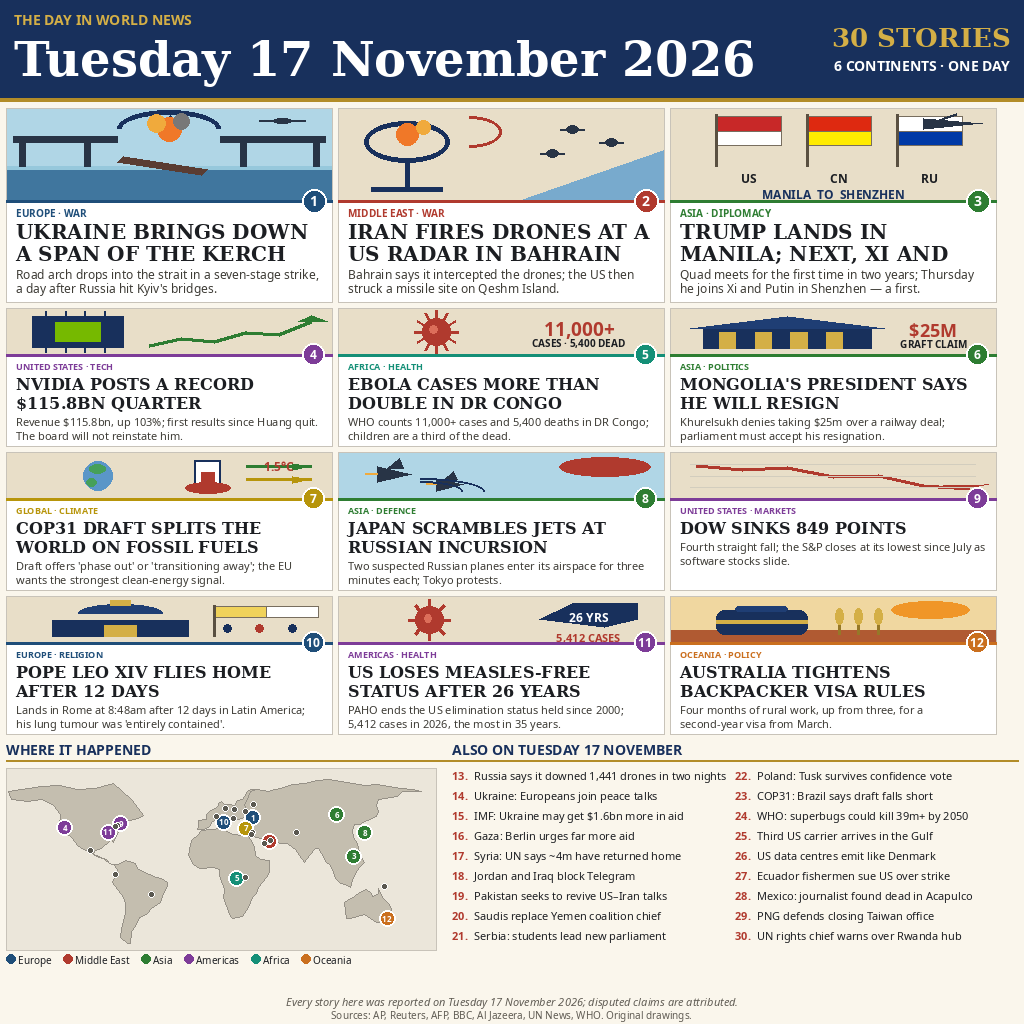 THE DAY IN WORLD NEWS
Tuesday 17 November 2026
30 STORIES
6 CONTINENTS · ONE DAY
1
EUROPE · WAR
UKRAINE BRINGS DOWN
A SPAN OF THE KERCH
Road arch drops into the strait in a seven-stage strike,
a day after Russia hit Kyiv's bridges.
2
MIDDLE EAST · WAR
IRAN FIRES DRONES AT A
US RADAR IN BAHRAIN
Bahrain says it intercepted the drones; the US then
struck a missile site on Qeshm Island.
US CN RU
MANILA TO SHENZHEN
3
ASIA · DIPLOMACY
TRUMP LANDS IN
MANILA; NEXT, XI AND
Quad meets for the first time in two years; Thursday
he joins Xi and Putin in Shenzhen — a first.
4
UNITED STATES · TECH
NVIDIA POSTS A RECORD
$115.8BN QUARTER
Revenue $115.8bn, up 103%; first results since Huang quit.
The board will not reinstate him.
11,000+
CASES · 5,400 DEAD
5
AFRICA · HEALTH
EBOLA CASES MORE THAN
DOUBLE IN DR CONGO
WHO counts 11,000+ cases and 5,400 deaths in DR Congo;
children are a third of the dead.
$25M
GRAFT CLAIM
6
ASIA · POLITICS
MONGOLIA'S PRESIDENT SAYS
HE WILL RESIGN
Khurelsukh denies taking $25m over a railway deal;
parliament must accept his resignation.
1.5°C
7
GLOBAL · CLIMATE
COP31 DRAFT SPLITS THE
WORLD ON FOSSIL FUELS
Draft offers 'phase out' or 'transitioning away'; the EU
wants the strongest clean-energy signal.
8
ASIA · DEFENCE
JAPAN SCRAMBLES JETS AT
RUSSIAN INCURSION
Two suspected Russian planes enter its airspace for three
minutes each; Tokyo protests.
9
UNITED STATES · MARKETS
DOW SINKS 849 POINTS
Fourth straight fall; the S&P closes at its lowest since July as
software stocks slide.
10
EUROPE · RELIGION
POPE LEO XIV FLIES HOME
AFTER 12 DAYS
Lands in Rome at 8:48am after 12 days in Latin America;
his lung tumour was 'entirely contained'.
26 YRS
5,412 CASES
11
AMERICAS · HEALTH
US LOSES MEASLES-FREE
STATUS AFTER 26 YEARS
PAHO ends the US elimination status held since 2000;
5,412 cases in 2026, the most in 35 years.
12
OCEANIA · POLICY
AUSTRALIA TIGHTENS
BACKPACKER VISA RULES
Four months of rural work, up from three, for a
second-year visa from March.
WHERE IT HAPPENED
4
11
9
10
1
7
6
8
3
5
12
Europe Middle East Asia Americas Africa Oceania
ALSO ON TUESDAY 17 NOVEMBER
13. Russia says it downed 1,441 drones in two nights
14. Ukraine: Europeans join peace talks
15. IMF: Ukraine may get $1.6bn more in aid
16. Gaza: Berlin urges far more aid
17. Syria: UN says ~4m have returned home
18. Jordan and Iraq block Telegram
19. Pakistan seeks to revive US–Iran talks
20. Saudis replace Yemen coalition chief
21. Serbia: students lead new parliament
22. Poland: Tusk survives confidence vote
23. COP31: Brazil says draft falls short
24. WHO: superbugs could kill 39m+ by 2050
25. Third US carrier arrives in the Gulf
26. US data centres emit like Denmark
27. Ecuador fishermen sue US over strike
28. Mexico: journalist found dead in Acapulco
29. PNG defends closing Taiwan office
30. UN rights chief warns over Rwanda hub
Every story here was reported on Tuesday 17 November 2026; disputed claims are attributed.
Sources: AP, Reuters, AFP, BBC, Al Jazeera, UN News, WHO. Original drawings.